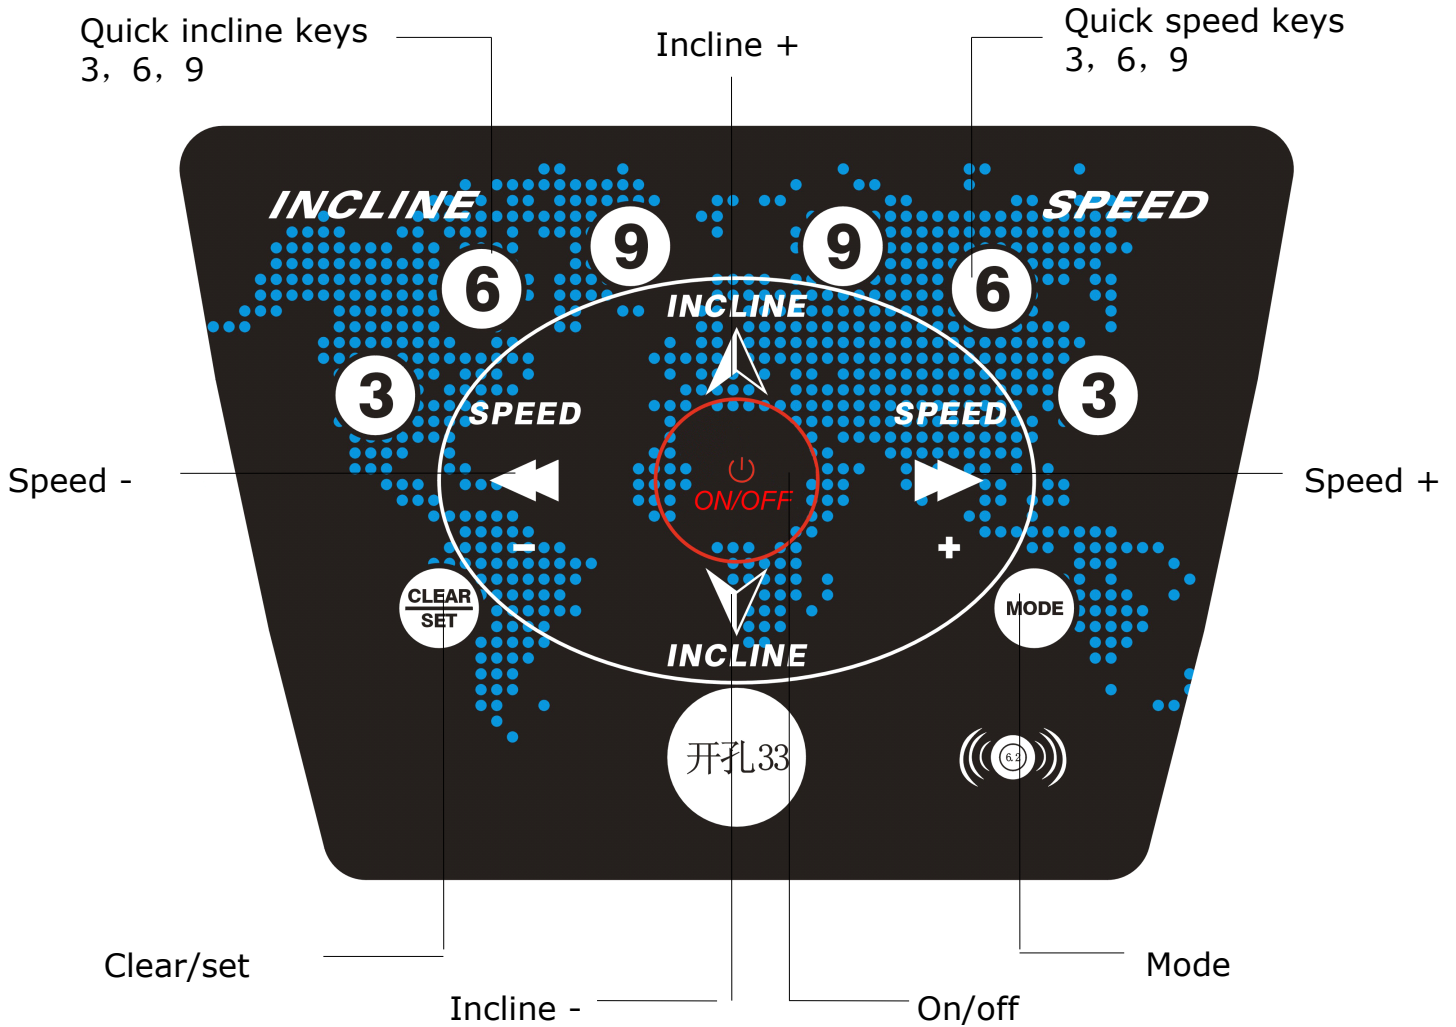 Quick incline keys
3, 6, 9
Incline +
Quick speed keys
3, 6, 9
INCLINE
SPEED
9
9
6
6
INCLINE
3
3
SPEED
SPEED
Speed -
Speed +
ON/OFF
-
+
CLEAR
SET
MODE
INCLINE
开孔33
6.2
Clear/set
Mode
Incline -
On/off